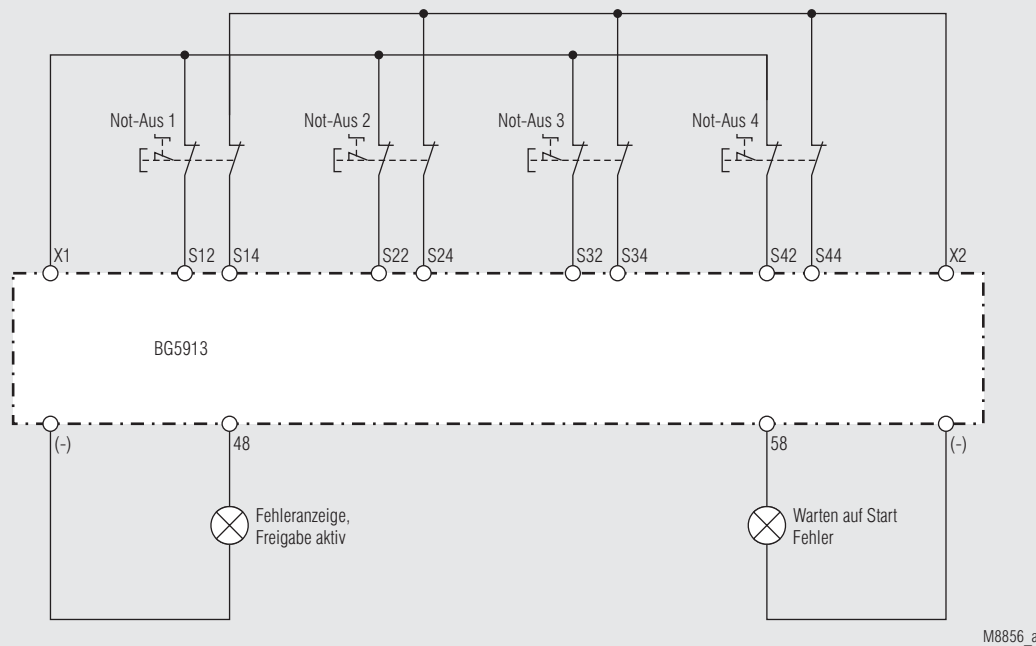 Not-Aus 1
Not-Aus 2
Not-Aus 3
Not-Aus 4
X1
S12
S14
S22
S24
S32
S34
S42
S44
X2
BG5913
(-)
48
58
(-)
Fehleranzeige,
Freigabe aktiv
Warten auf Start
Fehler
M8856_a